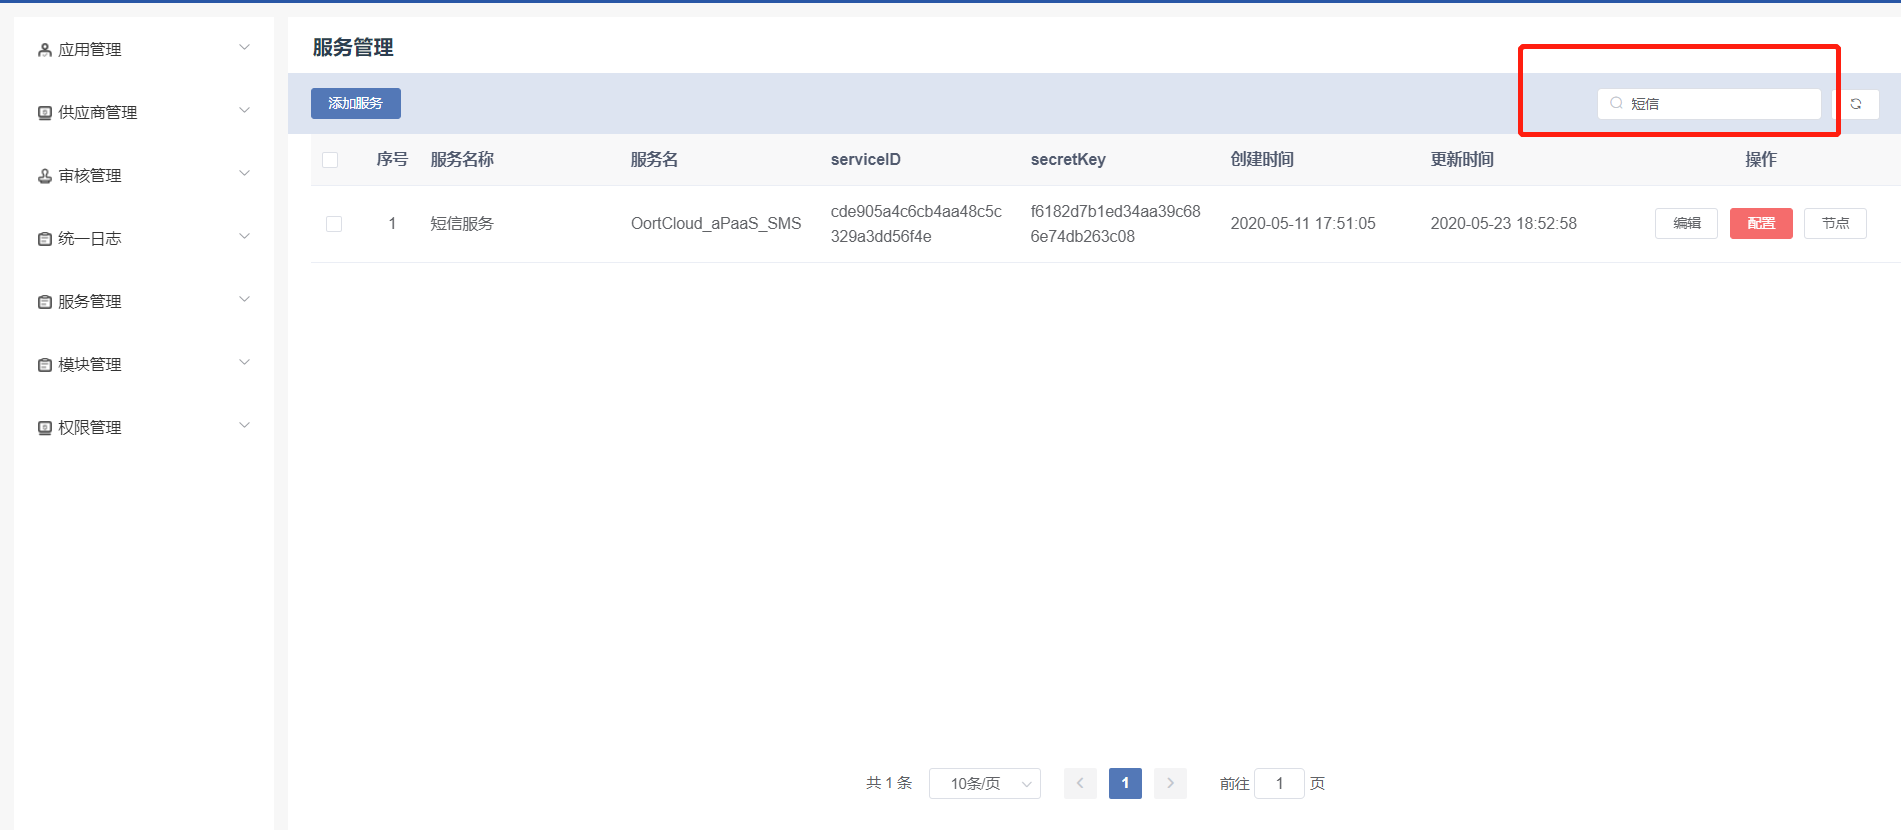 服务管理
应用管理
供应商管理
审核管理
统一日志
服务管理
模块管理
权限管理
添加服务
短信
序号 服务名称 服务名 serviceID secretKey 创建时间 更新时间 操作
1 短信服务 OortCloud_aPaaS_SMS cde905a4c6cb4aa48c5c f6182d7b1ed34aa39c68 2020-05-11 17:51:05 2020-05-23 18:52:58 编辑 配置 节点
329a3dd56f4e 6e74db263c08
共 1 条 10条/页 1 前往 1 页